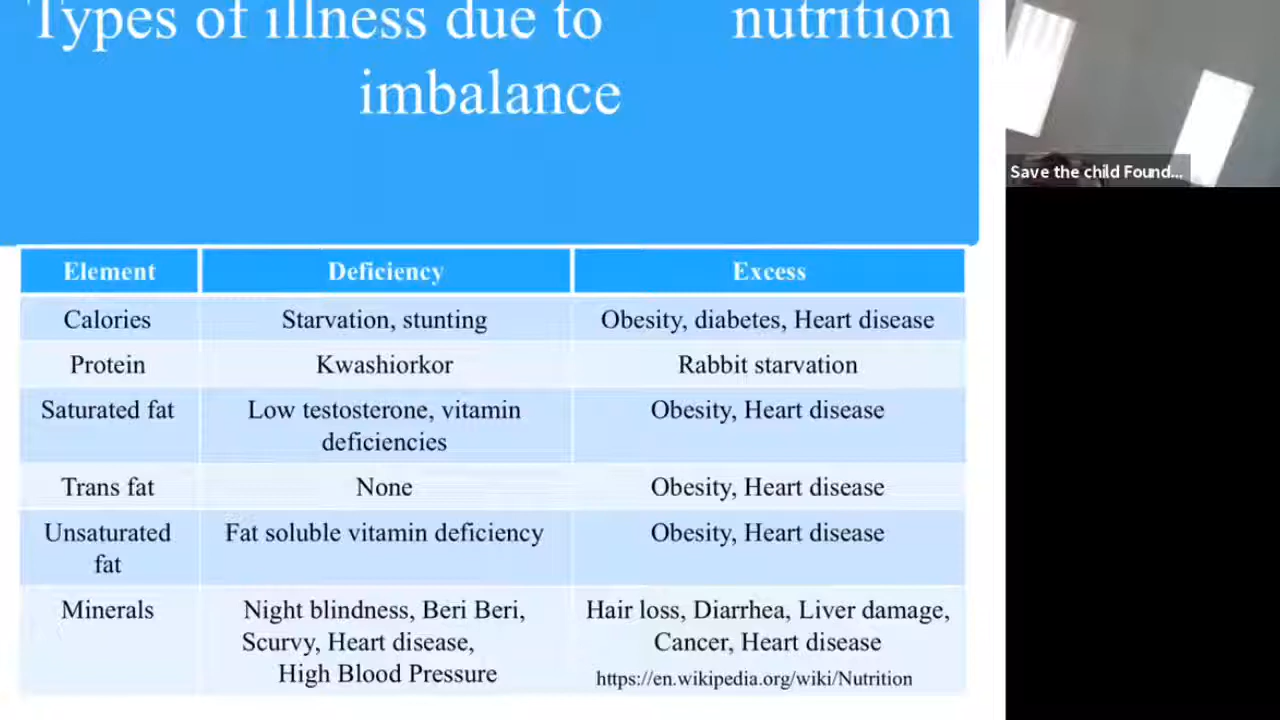 Types of illness due to nutrition
imbalance
Save the child Found...
Element Deficiency Excess
Calories Starvation, stunting Obesity, diabetes, Heart disease
Protein Kwashiorkor Rabbit starvation
Saturated fat Low testosterone, vitamin Obesity, Heart disease
deficiencies
Trans fat None Obesity, Heart disease
Unsaturated Fat soluble vitamin deficiency Obesity, Heart disease
fat
Minerals Night blindness, Beri Beri, Hair loss, Diarrhea, Liver damage,
Scurvy, Heart disease, Cancer, Heart disease
High Blood Pressure https://en.wikipedia.org/wiki/Nutrition